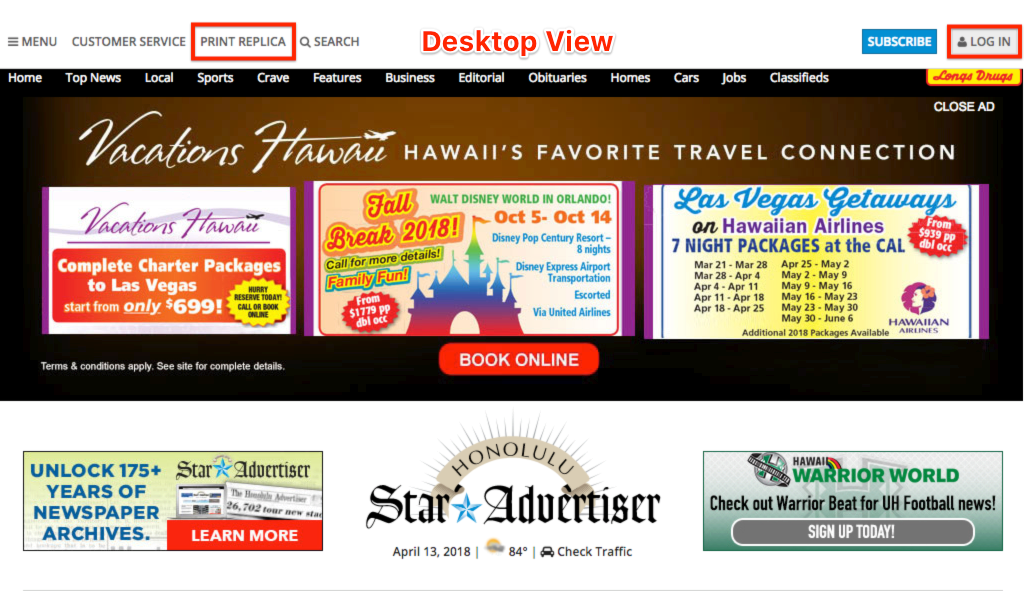 MENU CUSTOMER SERVICE PRINT REPLICA SEARCH Desktop View SUBSCRIBE LOG IN
Home Top News Local Sports Crave Features Business Editorial Obituaries Homes Cars Jobs Classifieds Longs Drugs
CLOSE AD
Vacations Hawaii HAWAII'S FAVORITE TRAVEL CONNECTION
Vacations Hawaii
Complete Charter Packages
to Las Vegas
start from only $699!
HURRY
RESERVE TODAY!
CALL OR BOOK
ONLINE
Fall
Break 2018!
Call for more details!
Family Fun!
From
$1779 pp
dbl occ
WALT DISNEY WORLD IN ORLANDO!
Oct 5- Oct 14
Disney Pop Century Resort –
8 nights
Disney Express Airport
Transportation
Escorted
Via United Airlines
Las Vegas Getaways
on Hawaiian Airlines
7 NIGHT PACKAGES at the CAL
From
$939 pp
dbl occ
Mar 21 - Mar 28
Mar 28 - Apr 4
Apr 4 - Apr 11
Apr 11 - Apr 18
Apr 18 - Apr 25
Apr 25 - May 2
May 2 - May 9
May 9 - May 16
May 16 - May 23
May 23 - May 30
May 30 - June 6
HAWAIIAN
AIRLINES
Additional 2018 Packages Available
BOOK ONLINE
Terms & conditions apply. See site for complete details.
UNLOCK 175+
YEARS OF
NEWSPAPER
ARCHIVES.
Star Advertiser
The Honolulu Advertiser
26,702 tour new
LEARN MORE
HONOLULU
Star Advertiser
April 13, 2018 | 84° | Check Traffic
HAWAII
WARRIOR WORLD
Check out Warrior Beat for UH Football news!
SIGN UP TODAY!